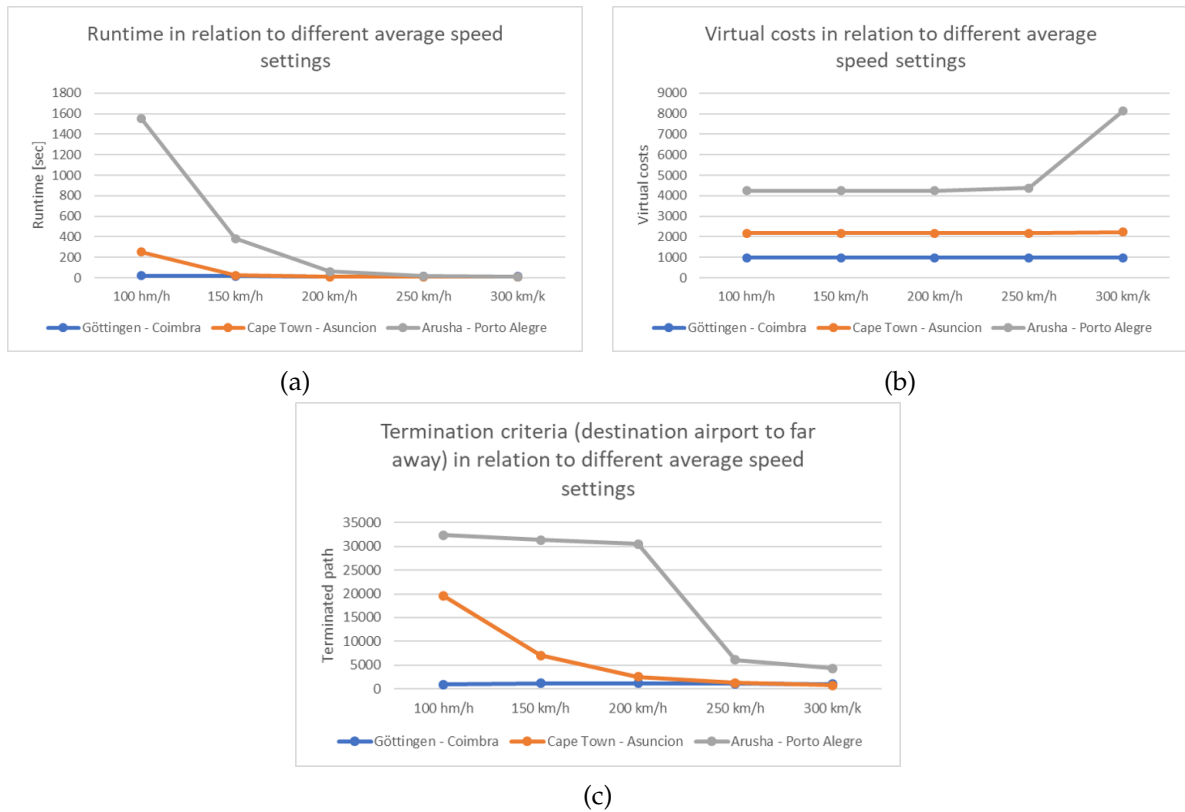 Runtime in relation to different average speed
settings
Runtime [sec]
1800
1600
1400
1200
1000
800
600
400
200
0
100 hm/h 150 km/h 200 km/h 250 km/h 300 km/k
Göttingen - Coimbra Cape Town - Asuncion Arusha - Porto Alegre
(a)
Virtual costs in relation to different average
speed settings
Virtual costs
9000
8000
7000
6000
5000
4000
3000
2000
1000
0
100 hm/h 150 km/h 200 km/h 250 km/h 300 km/k
Göttingen - Coimbra Cape Town - Asuncion Arusha - Porto Alegre
(b)
Termination criteria (destination airport to far
away) in relation to different average speed
settings
Terminated path
35000
30000
25000
20000
15000
10000
5000
0
100 hm/h 150 km/h 200 km/h 250 km/h 300 km/k
Göttingen - Coimbra Cape Town - Asuncion Arusha - Porto Alegre
(c)